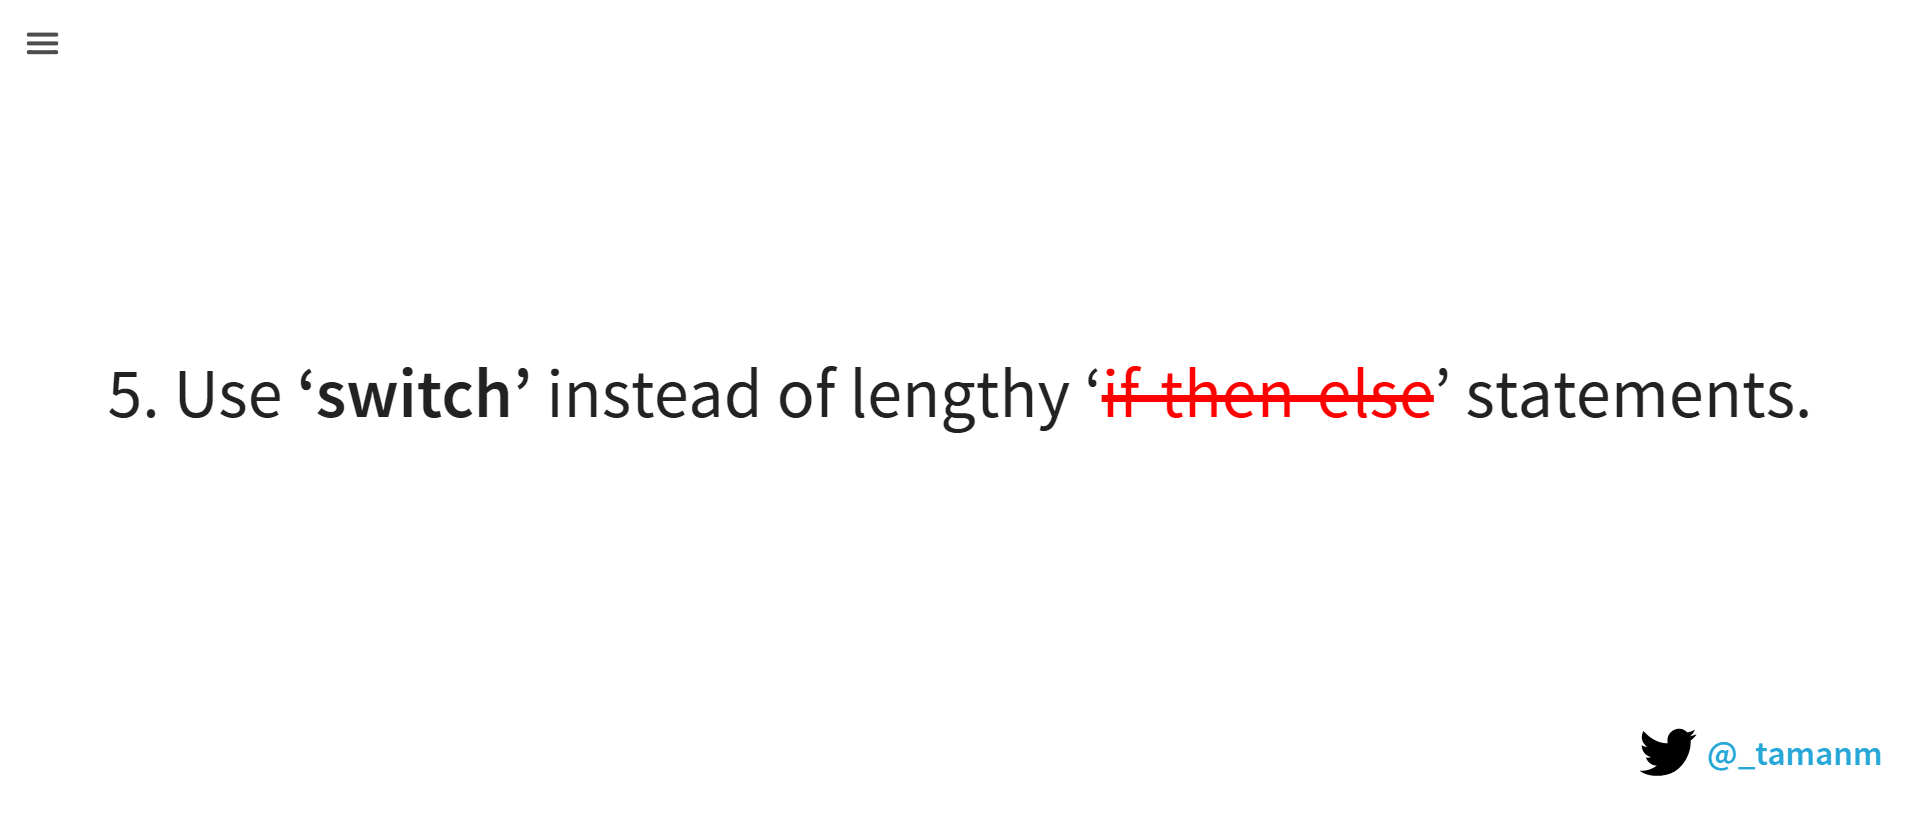 5. Use ‘switch’ instead of lengthy ‘if then else’ statements.
@_tamanm